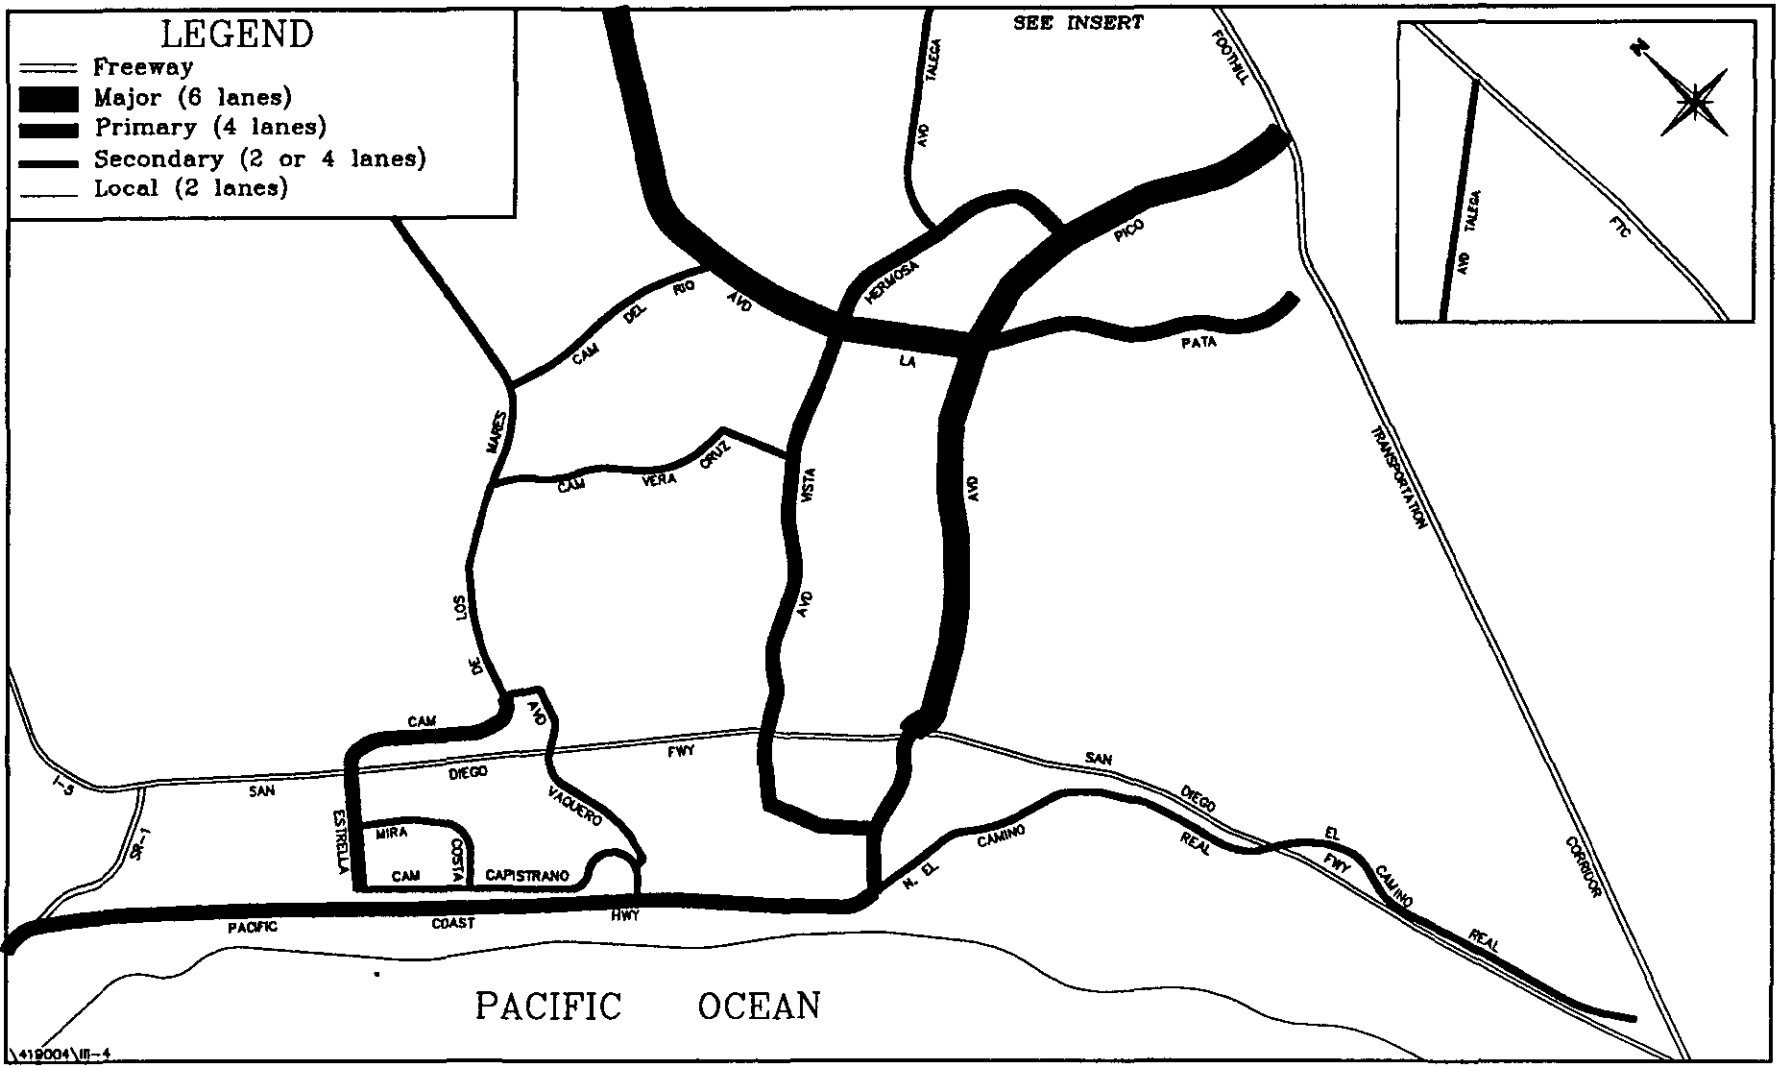 LEGEND
Freeway
Major (6 lanes)
Primary (4 lanes)
Secondary (2 or 4 lanes)
Local (2 lanes)
SEE INSERT
N
AVD TALEGA
FOOTHILL
AVD TALEGA
FTC
PICO
HERMOSA
CAM DEL RIO
AVD
LA
PATA
MARES
CAM VERA CRUZ
VISTA
AVD
TRANSPORTATION
AVD
LOS
DE
CAM
AVD
FWY
SAN
DIEGO
I-5
SAN
DIEGO
VAQUERO
ESTRELLA
MIRA
COSTA
SR-1
CAM
CAPISTRANO
N. EL
CAMINO
REAL
EL
FWY
CAMINO
CORRIDOR
PACIFIC
COAST
HWY
REAL
PACIFIC OCEAN
\419004\III-4